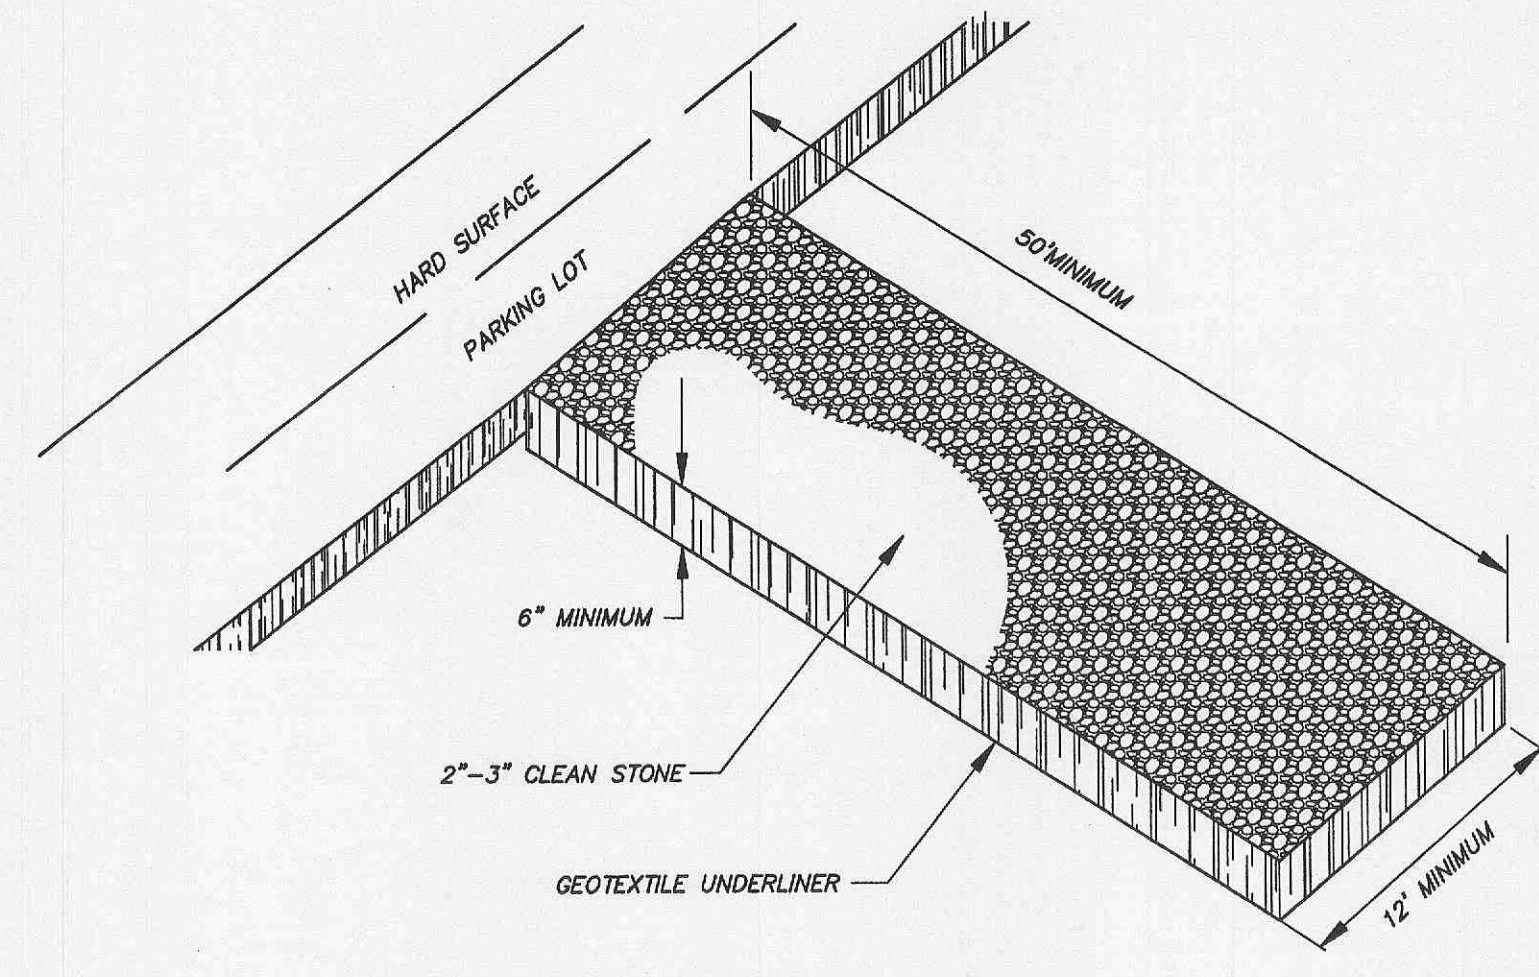 HARD SURFACE
PARKING LOT
50'MINIMUM
6" MINIMUM
2"-3" CLEAN STONE
GEOTEXTILE UNDERLINER
12' MINIMUM